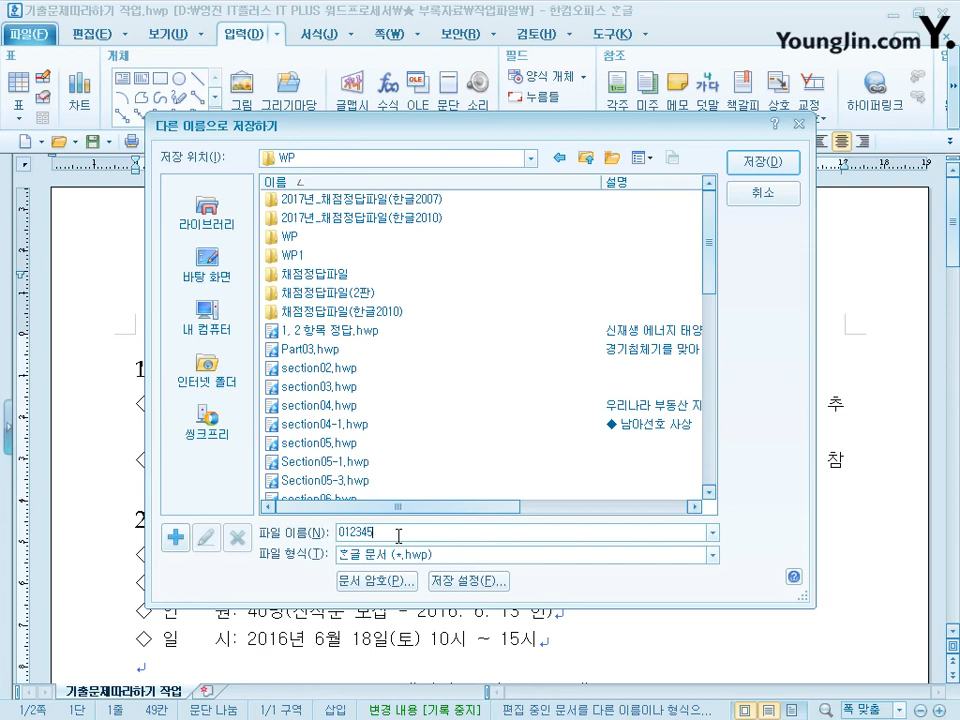 기출문제따라하기 작업.hwp [D:₩영진 IT플러스 IT PLUS 워드프로세서₩★ 부록자료₩작업파일₩] - 한컴오피스 한글
YoungJin.com Y.
파일(F) 편집(E) 보기(U) 입력(D) 서식(J) 쪽(W) 보안(R) 검토(H) 도구(K)
표 개체 필드 참조
양식 개체
누름틀
표 차트 그림 그리기마당 글맵시 수식 OLE 문단 소리 각주 미주 메모 덧말 책갈피 상호 교정 하이퍼링크
다른 이름으로 저장하기
저장 위치(I): WP 저장(D)
취소
이름 설명
2017년_채점정답파일(한글2007)
2017년_채점정답파일(한글2010)
WP
WP1
채점정답파일
채점정답파일(2판)
채점정답파일(한글2010)
1, 2 항목 정답.hwp 신재생 에너지 태양
Part03.hwp 경기침체기를 맞아
section02.hwp
section03.hwp
section04.hwp 우리나라 부동산 지
section04-1.hwp ◆ 남아선호 사상
section05.hwp
Section05-1.hwp
Section05-3.hwp
section06.hwp
라이브러리
바탕 화면
내 컴퓨터
인터넷 폴더
씽크프리
파일 이름(N): 012345
파일 형식(T): 한글 문서 (*.hwp)
문서 암호(P)... 저장 설정(F)...
1
◇ 추
◇ 참
2
◇ 인 원: 40명(선착순 모집 - 2016. 6. 13 한)
◇ 일 시: 2016년 6월 18일(토) 10시 ~ 15시
기출문제따라하기 작업
1/2쪽 1단 1줄 49칸 문단 나눔 1/1 구역 삽입 변경 내용 [기록 중지] 편집 중인 문서를 다른 이름이나 형식으... 폭 맞춤